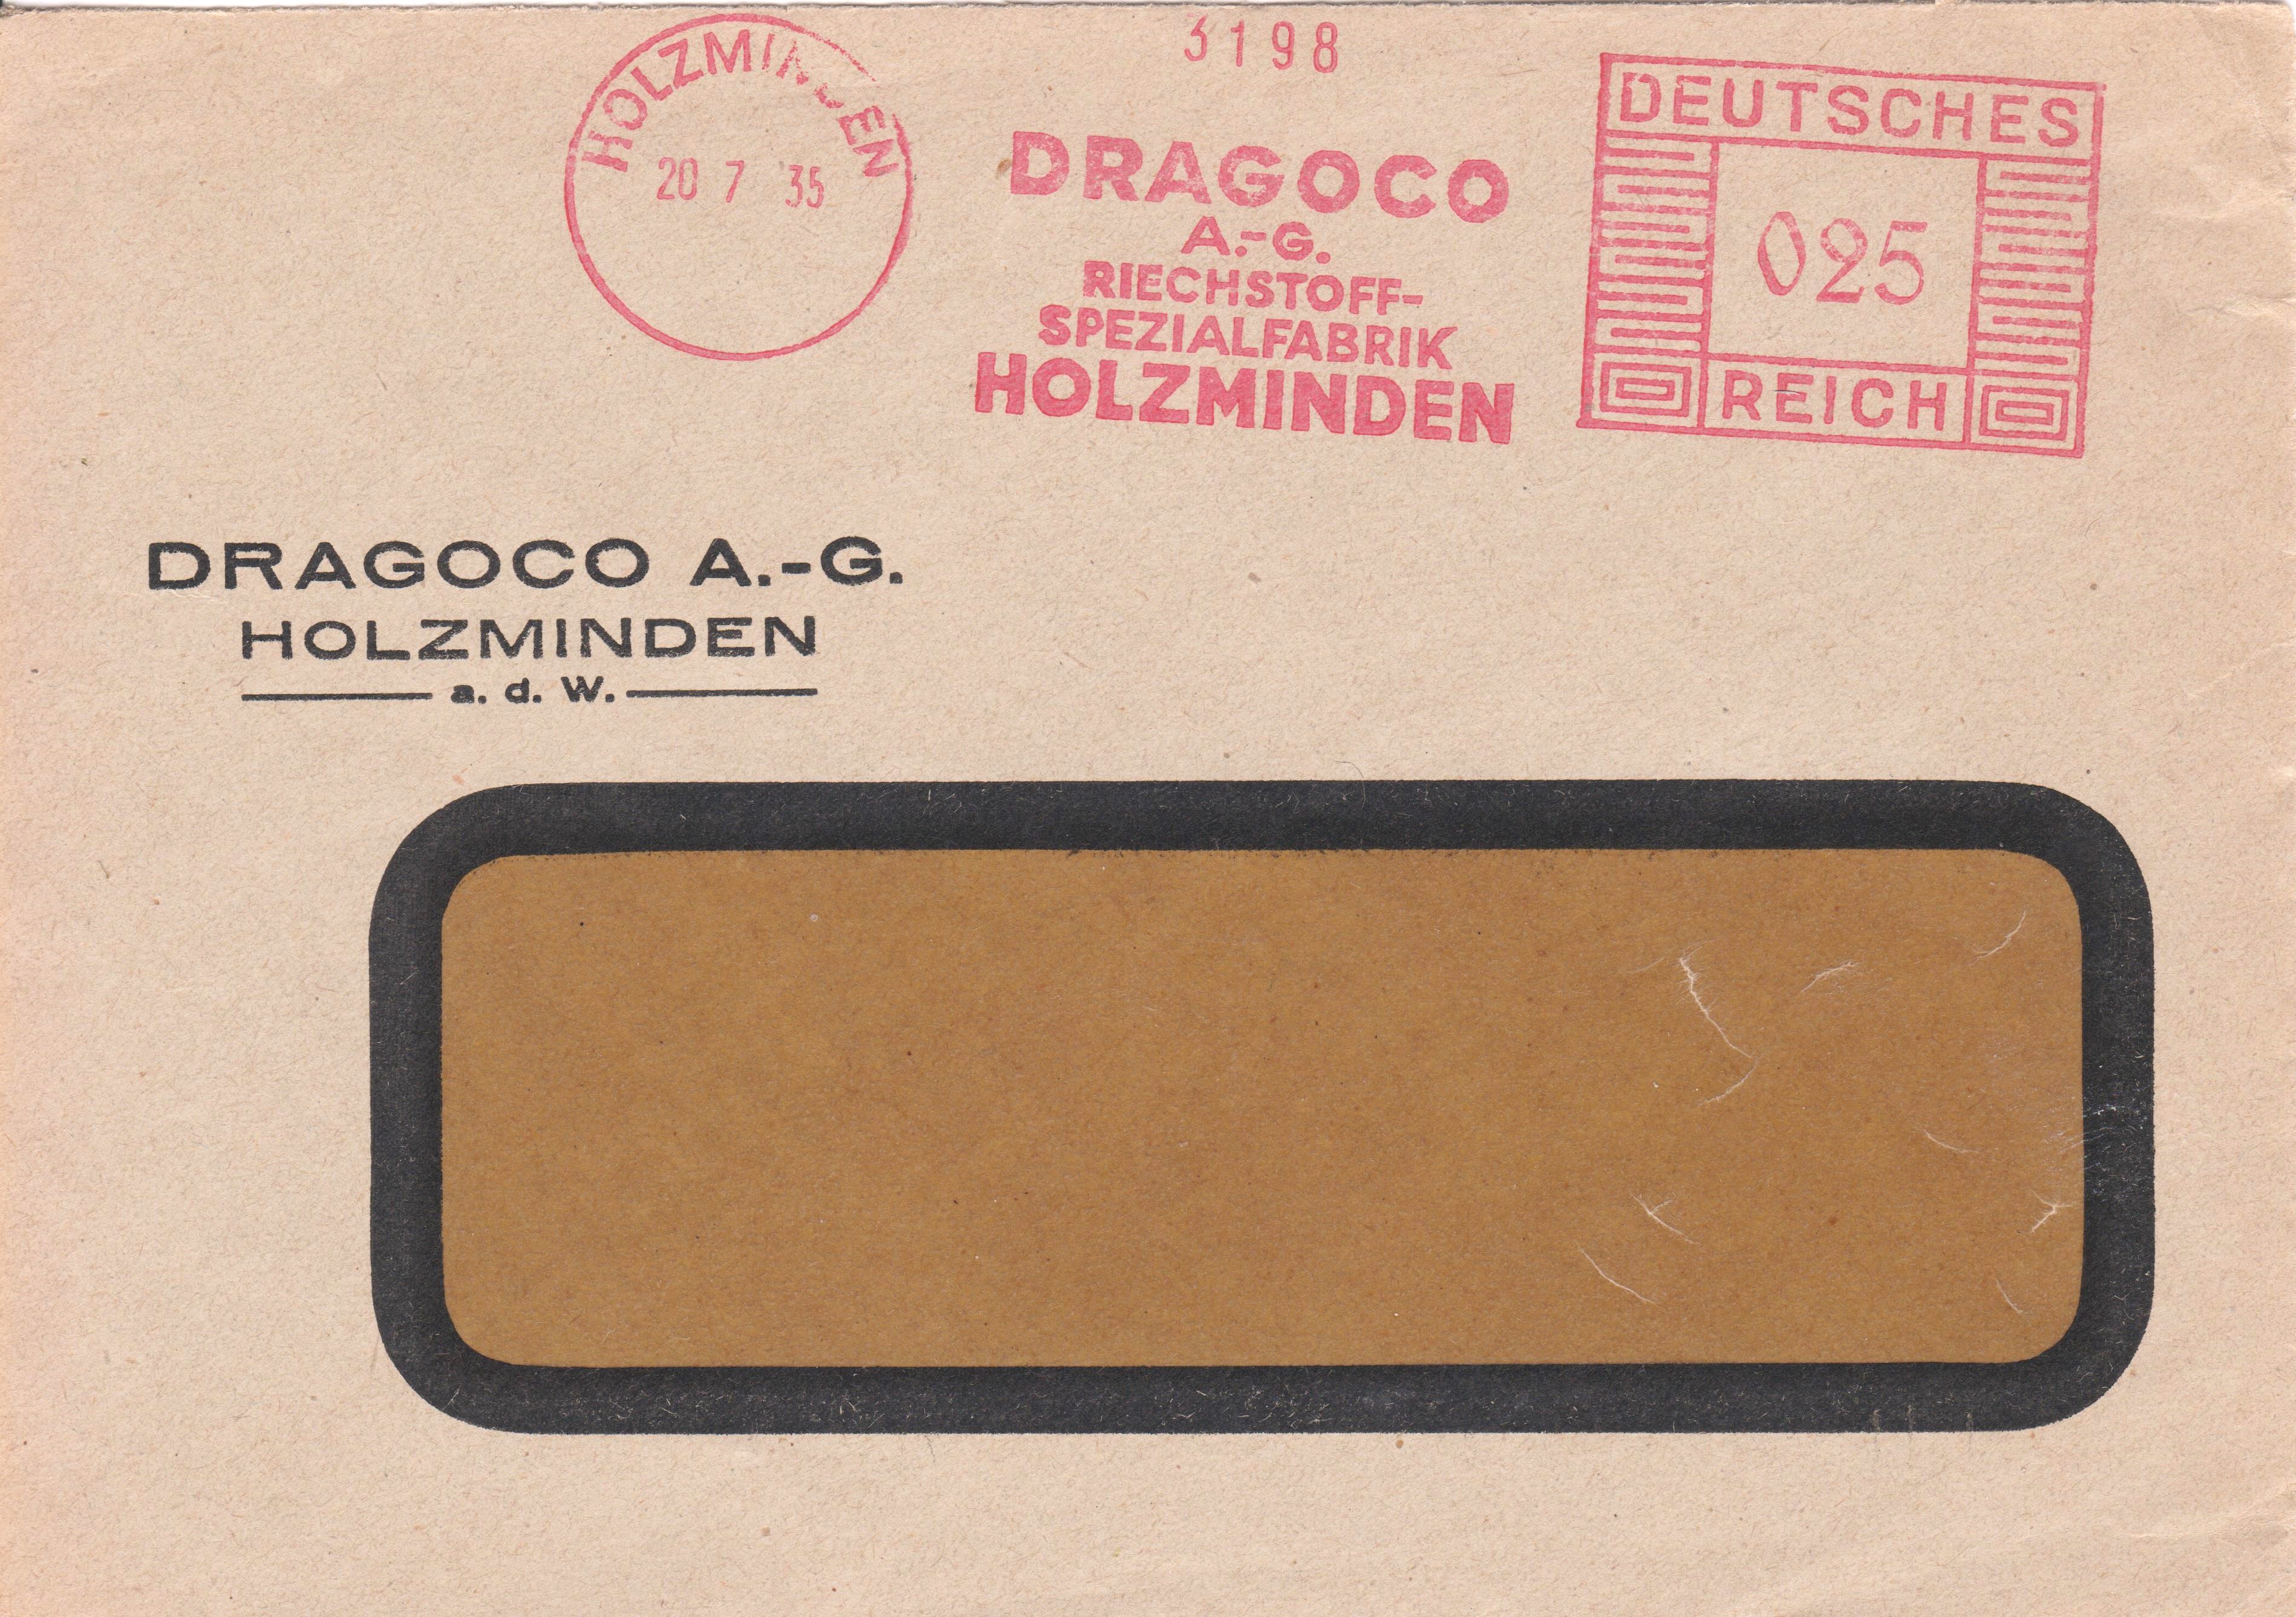 HOLZMINDEN
20 7 35
3198
DRAGOCO
A.-G.
RIECHSTOFF-
SPEZIALFABRIK
HOLZMINDEN
DEUTSCHES
025
REICH
DRAGOCO A.-G.
HOLZMINDEN
a. d. W.